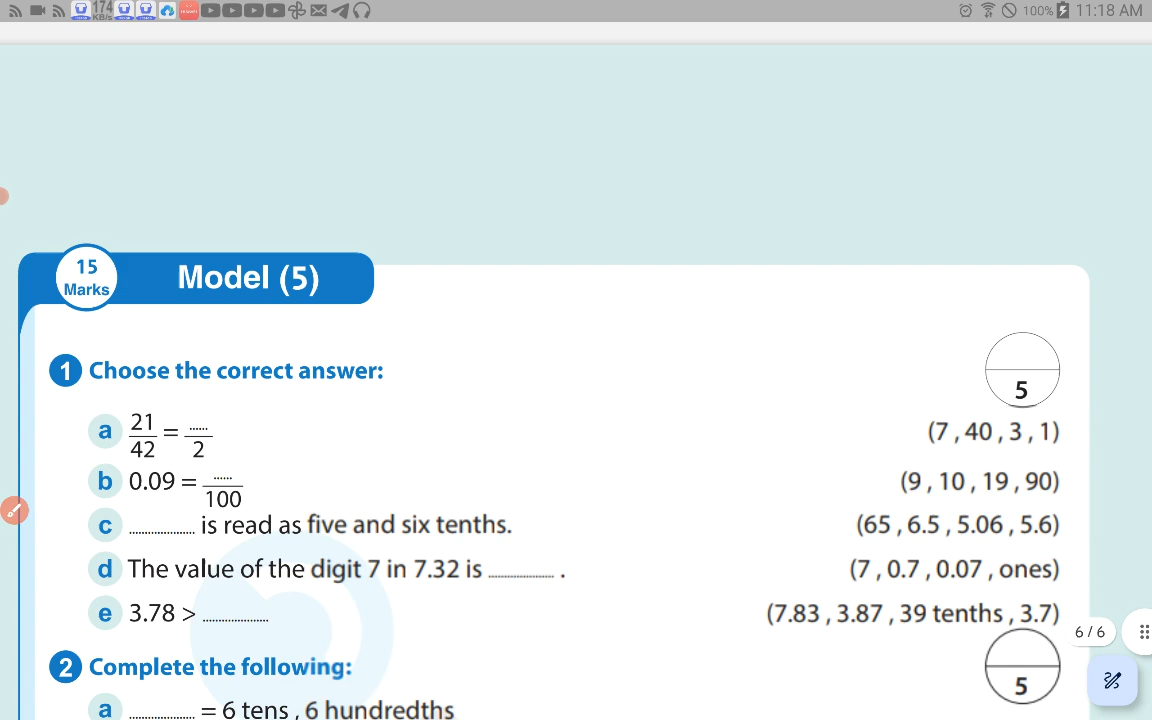 174
KB/s
HUAWEI
100% 11:18 AM
15
Marks
Model (5)
1 Choose the correct answer:
5
a 21/42 = ....../2 (7 , 40 , 3 , 1)
b 0.09 = ....../100 (9 , 10 , 19 , 90)
c .................... is read as five and six tenths. (65 , 6.5 , 5.06 , 5.6)
d The value of the digit 7 in 7.32 is .................... . (7 , 0.7 , 0.07 , ones)
e 3.78 > .................... (7.83 , 3.87 , 39 tenths , 3.7)
6 / 6
2 Complete the following:
5
a .................... = 6 tens , 6 hundredths